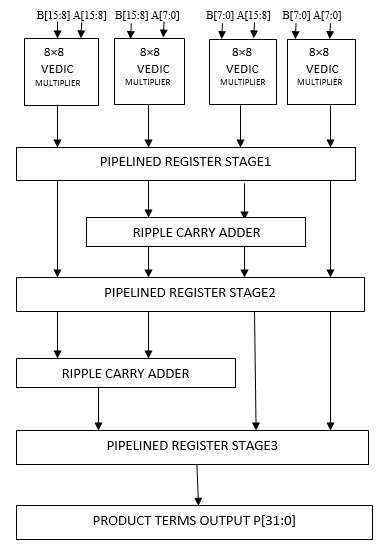 B[15:8] A[15:8] B[15:8] A[7:0] B[7:0] A[15:8] B[7:0] A[7:0]
8×8 8×8 8×8 8×8
VEDIC VEDIC VEDIC VEDIC
MULTIPLIER MULTIPLIER MULTIPLIER MULTIPLIER
PIPELINED REGISTER STAGE1
RIPPLE CARRY ADDER
PIPELINED REGISTER STAGE2
RIPPLE CARRY ADDER
PIPELINED REGISTER STAGE3
PRODUCT TERMS OUTPUT P[31:0]